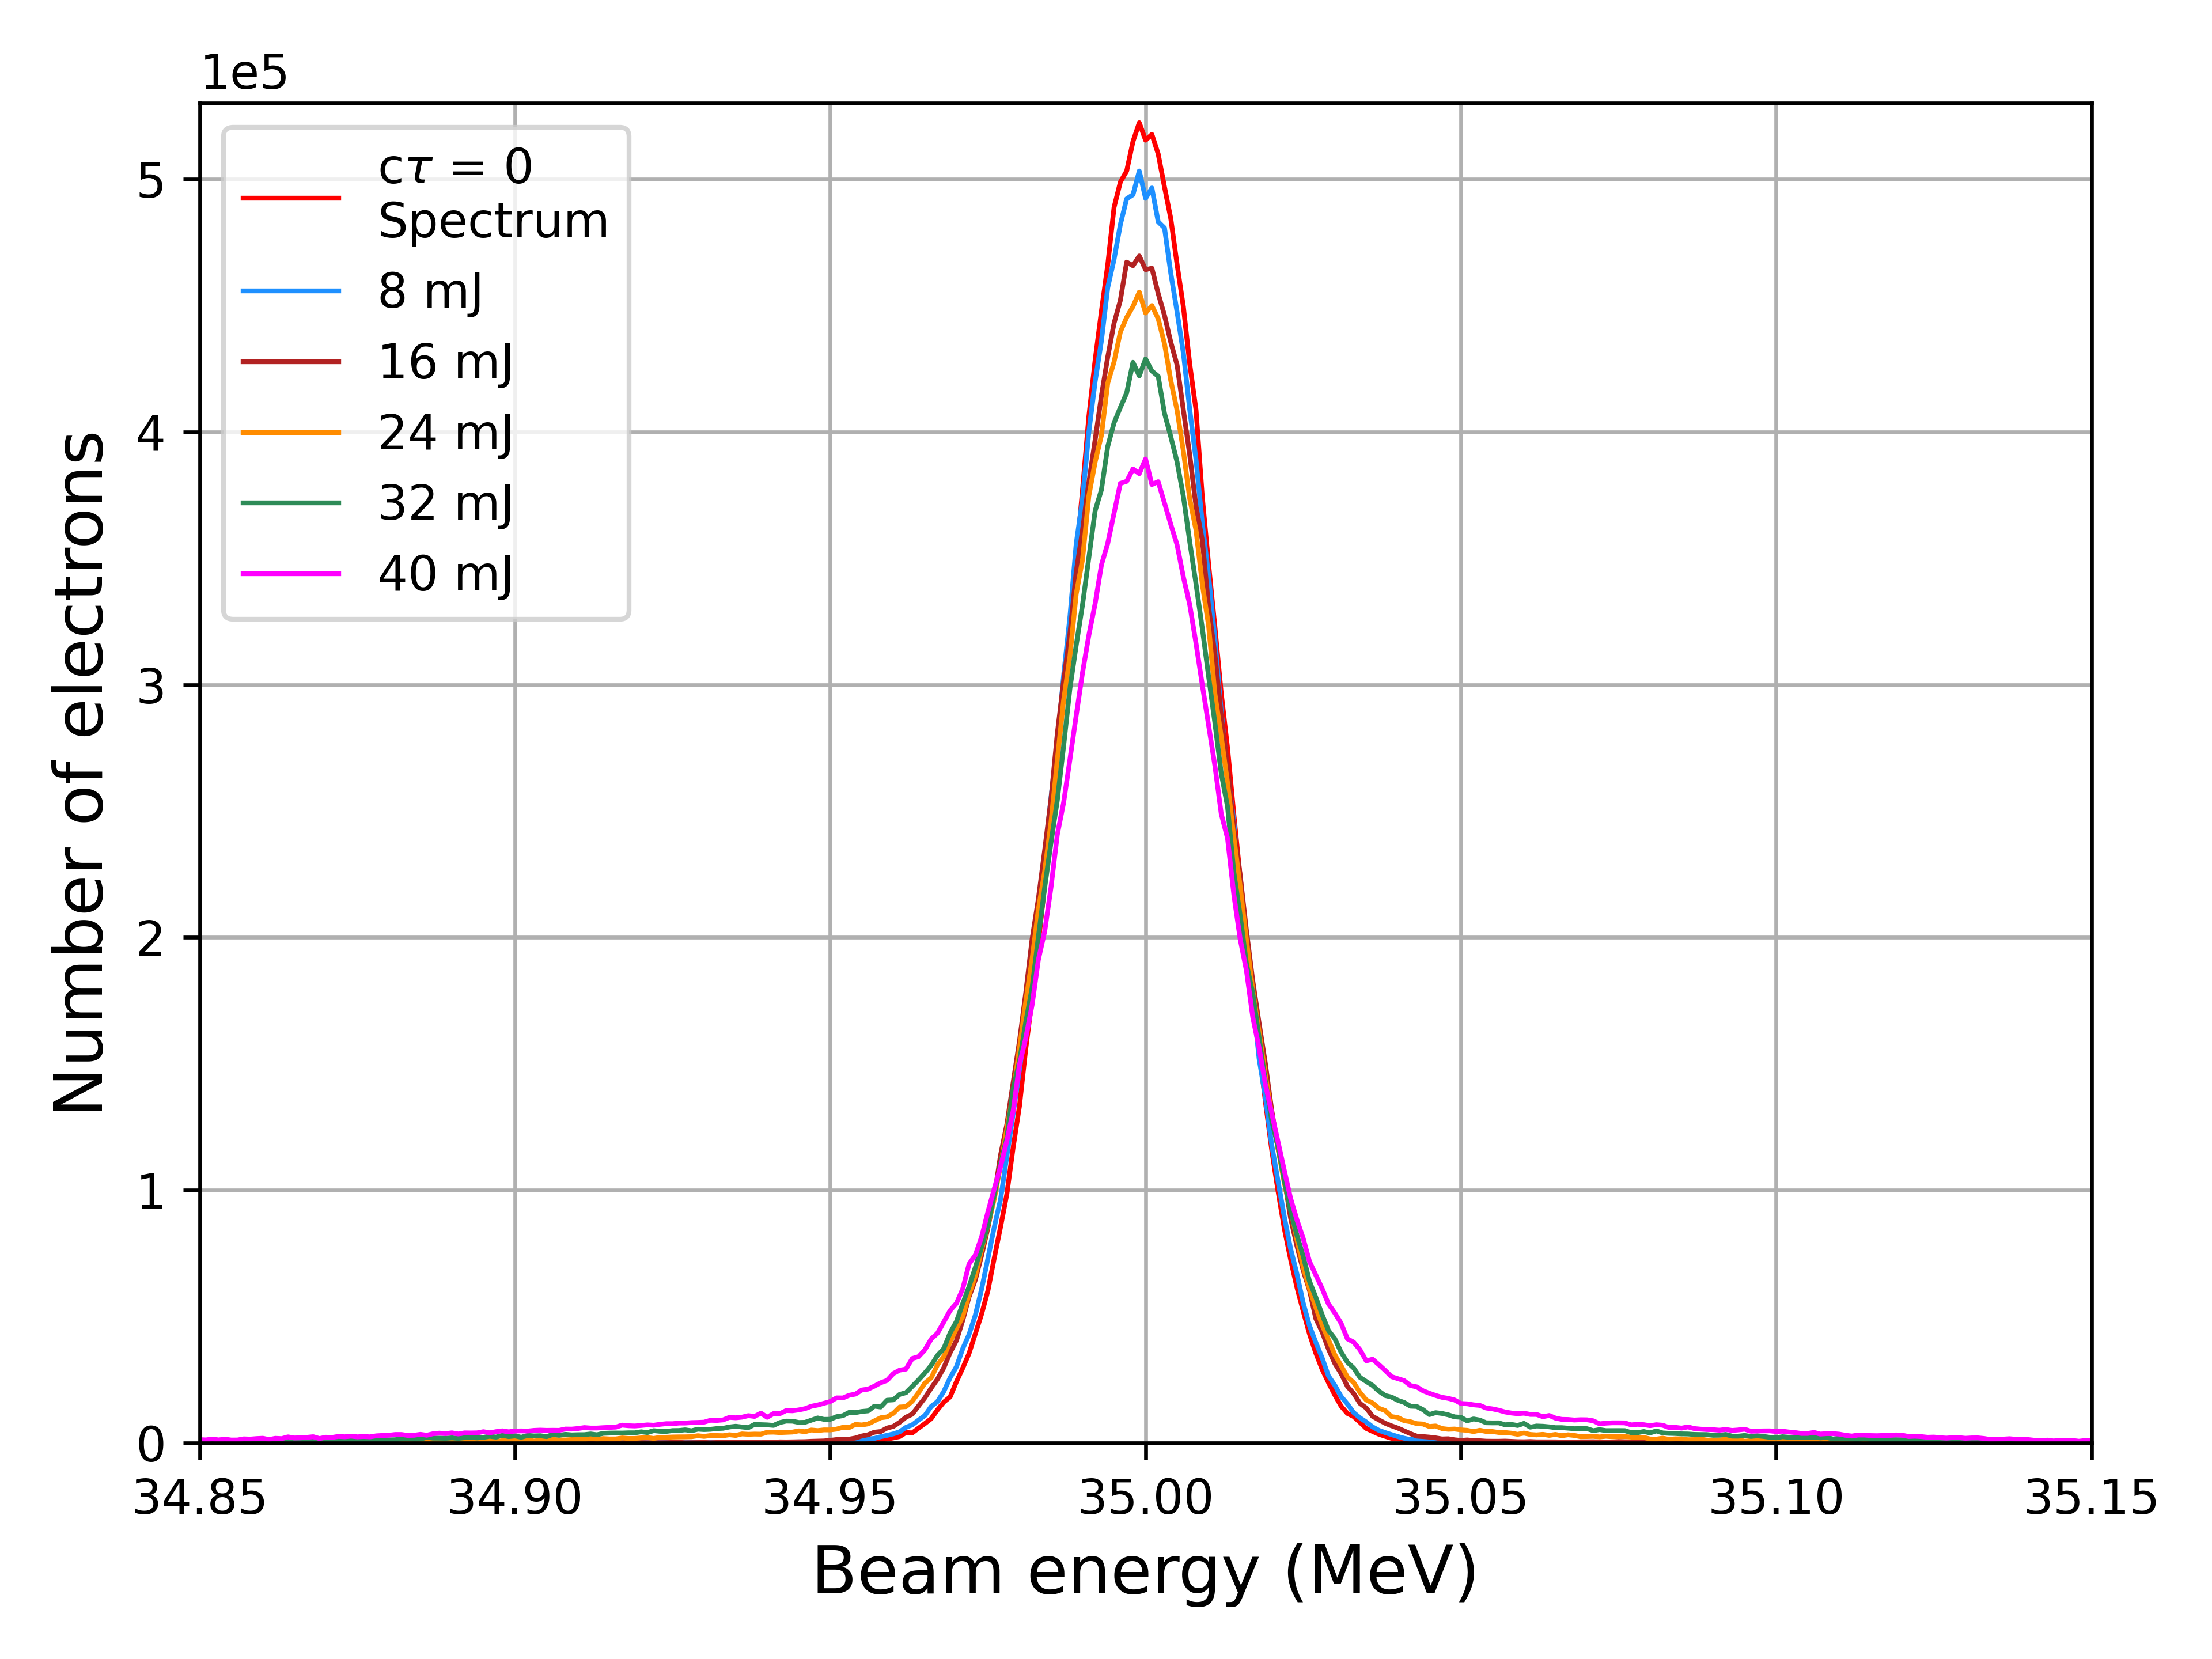 1e5
cτ = 0
Spectrum
8 mJ
16 mJ
24 mJ
32 mJ
40 mJ
5
4
3
2
1
0
Number of electrons
34.85 34.90 34.95 35.00 35.05 35.10 35.15
Beam energy (MeV)